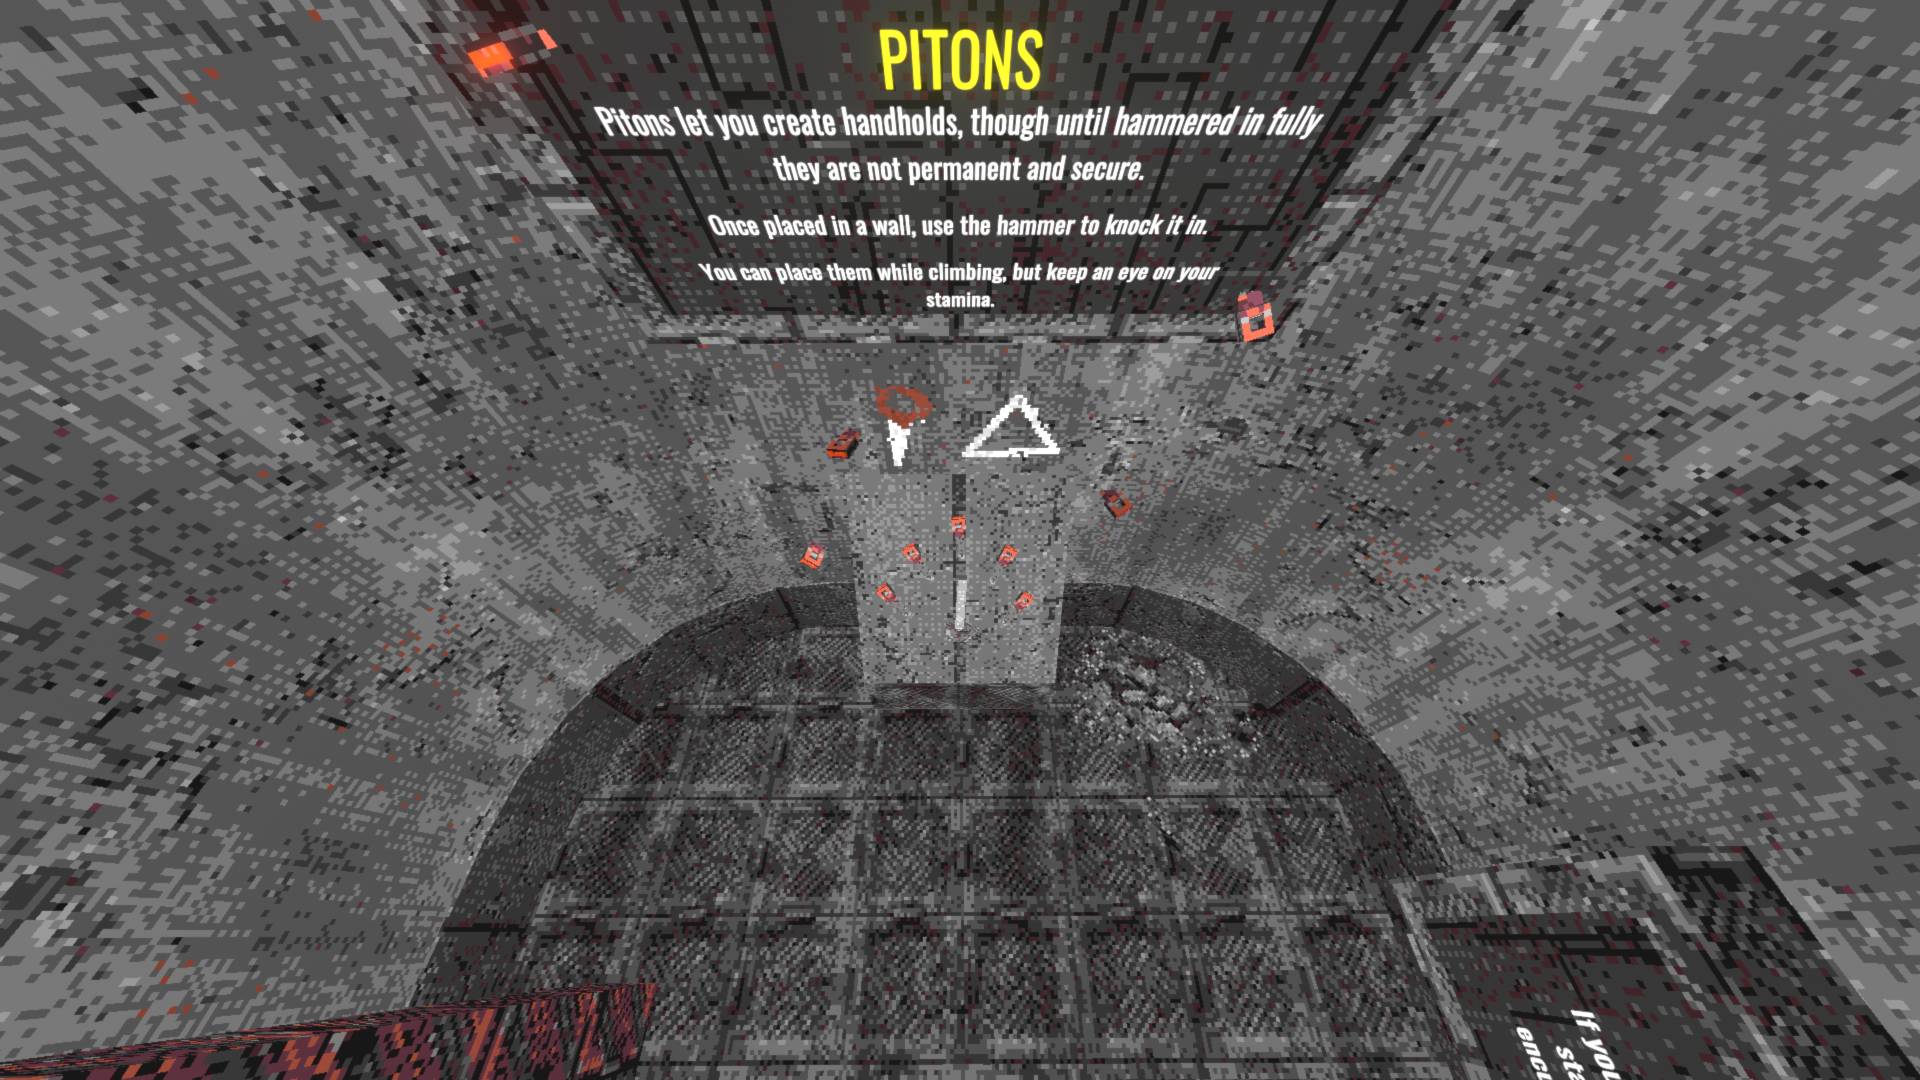 PITONS
Pitons let you create handholds, though until hammered in fully
they are not permanent and secure.
Once placed in a wall, use the hammer to knock it in.
You can place them while climbing, but keep an eye on your
stamina.
If you